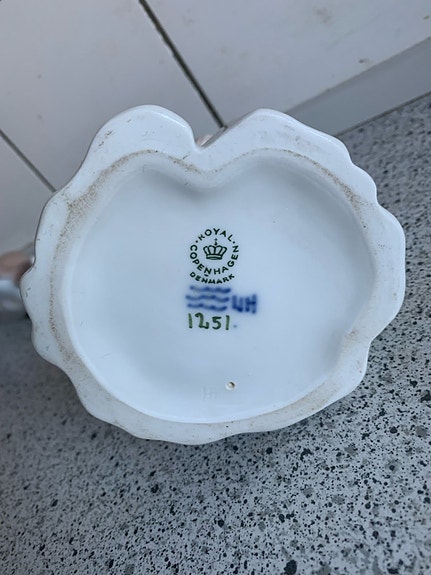 ROYAL
COPENHAGEN
DENMARK
UH
1251.